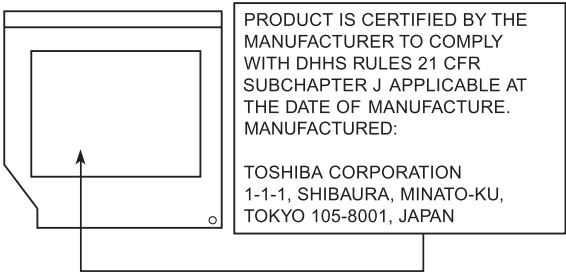 PRODUCT IS CERTIFIED BY THE
MANUFACTURER TO COMPLY
WITH DHHS RULES 21 CFR
SUBCHAPTER J APPLICABLE AT
THE DATE OF MANUFACTURE.
MANUFACTURED:
TOSHIBA CORPORATION
1-1-1, SHIBAURA, MINATO-KU,
TOKYO 105-8001, JAPAN